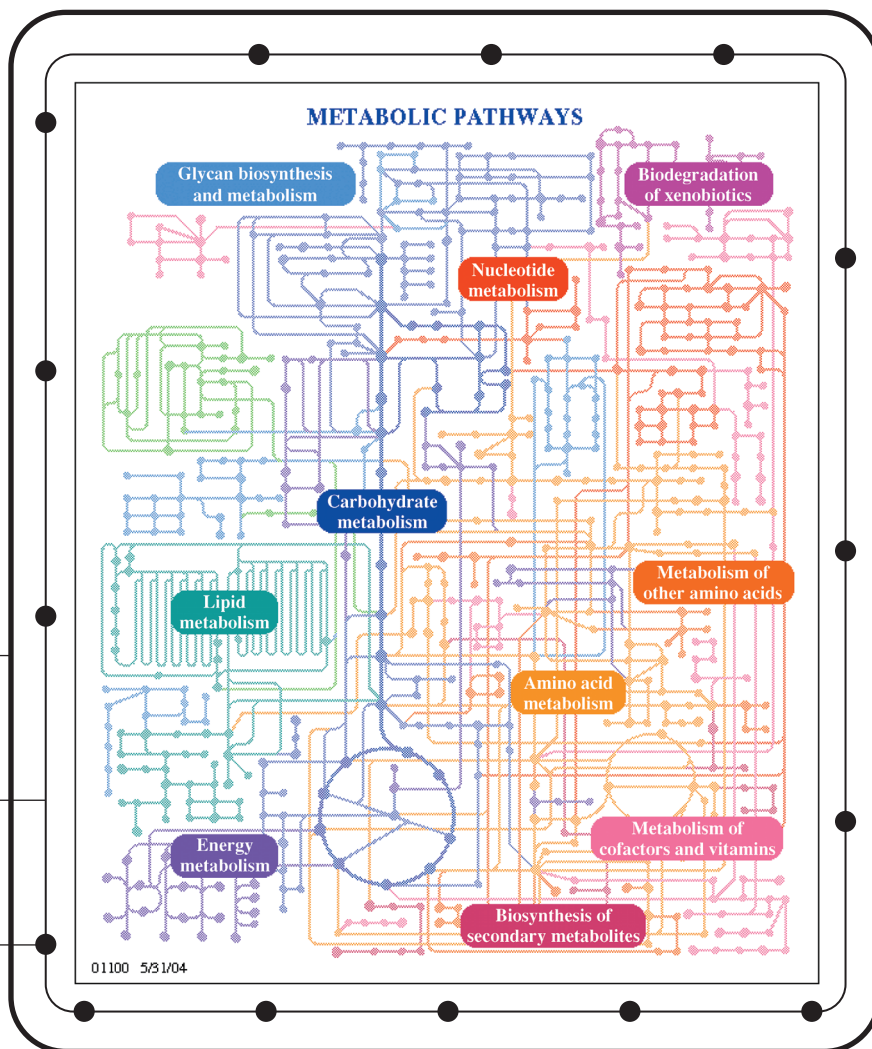 METABOLIC PATHWAYS
Glycan biosynthesis
and metabolism
Biodegradation
of xenobiotics
Nucleotide
metabolism
Carbohydrate
metabolism
Metabolism of
other amino acids
Lipid
metabolism
Amino acid
metabolism
Metabolism of
cofactors and vitamins
Energy
metabolism
Biosynthesis of
secondary metabolites
01100 5/31/04